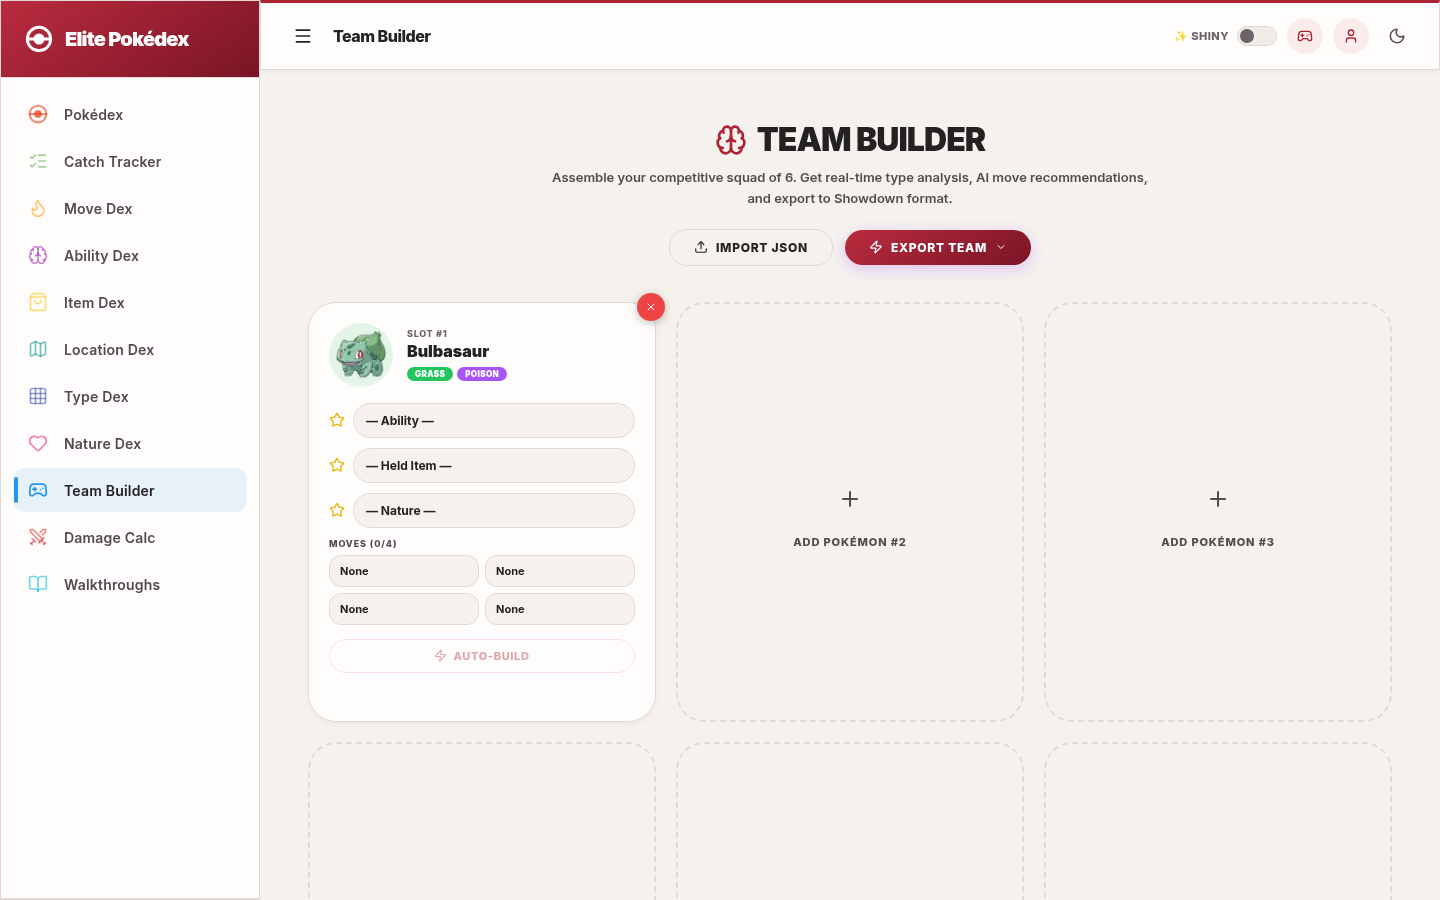 Elite Pokédex
Team Builder
✨ SHINY
Pokédex
Catch Tracker
Move Dex
Ability Dex
Item Dex
Location Dex
Type Dex
Nature Dex
Team Builder
Damage Calc
Walkthroughs
TEAM BUILDER
Assemble your competitive squad of 6. Get real-time type analysis, AI move recommendations,
and export to Showdown format.
IMPORT JSON
EXPORT TEAM
SLOT #1
Bulbasaur
GRASS POISON
— Ability —
— Held Item —
— Nature —
MOVES (0/4)
None None
None None
AUTO-BUILD
ADD POKÉMON #2
ADD POKÉMON #3